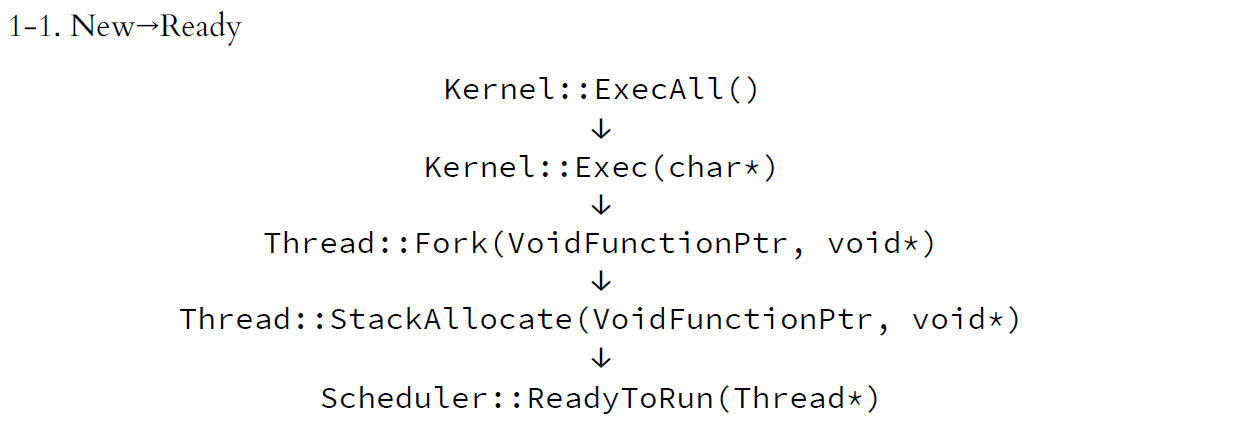 1-1. New→Ready
Kernel::ExecAll()
↓
Kernel::Exec(char*)
↓
Thread::Fork(VoidFunctionPtr, void*)
↓
Thread::StackAllocate(VoidFunctionPtr, void*)
↓
Scheduler::ReadyToRun(Thread*)